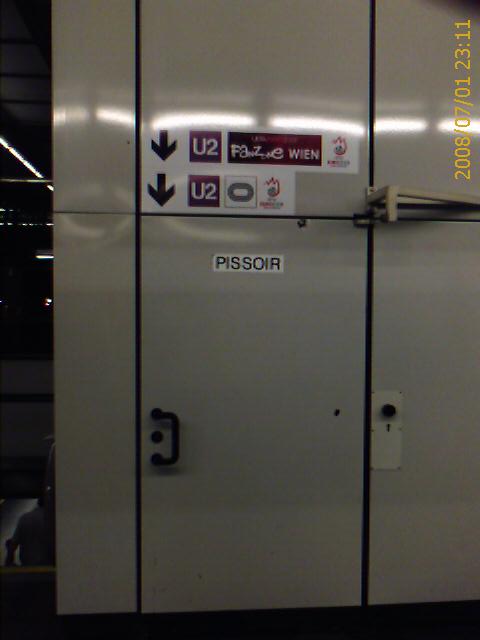 U2 Fanzone WIEN
U2
PISSOIR
2008/07/01 23:11